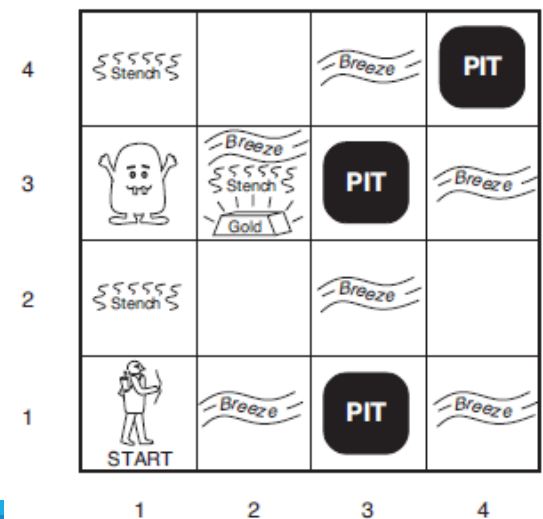 4
Stench
Breeze
PIT
3
Breeze
Stench
Gold
PIT
Breeze
2
Stench
Breeze
1
START
Breeze
PIT
Breeze
1 2 3 4